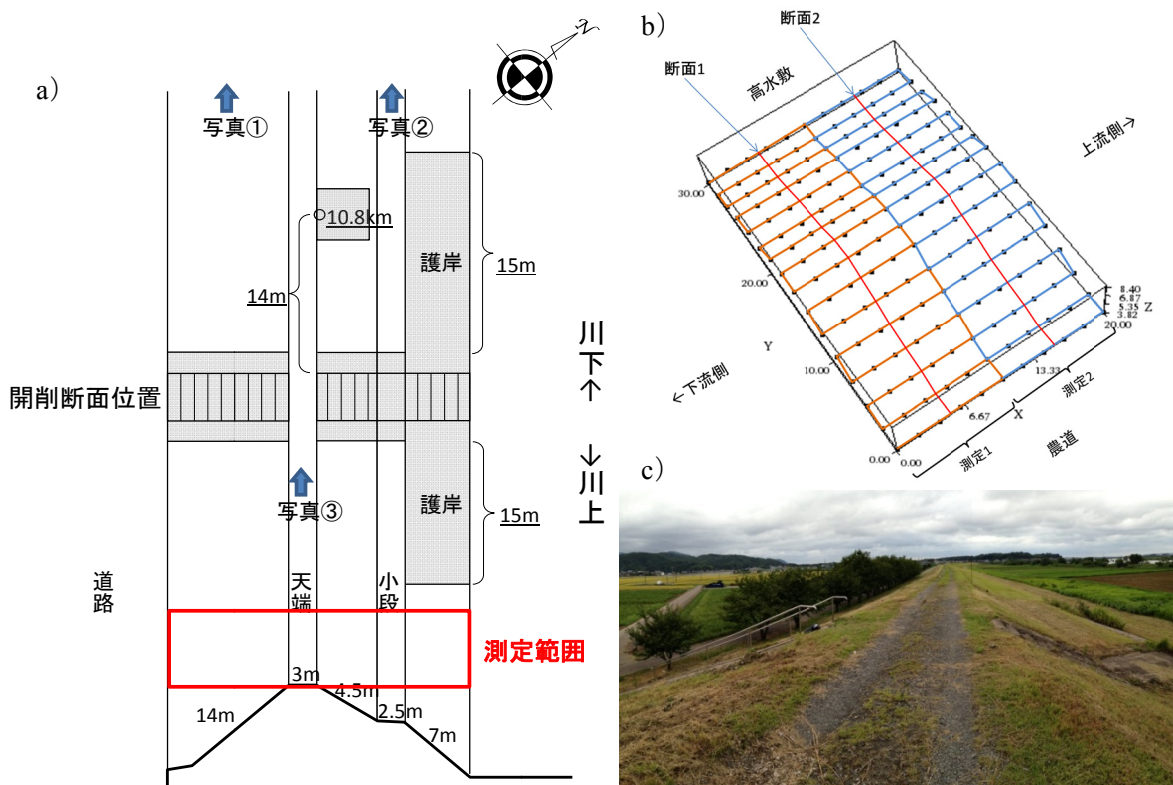 a)
N
写真①
写真②
10.8km
護岸
15m
14m
開削断面位置
川下↑
↓川上
写真③
護岸
15m
道路
天端
小段
測定範囲
3m
4.5m
2.5m
14m
7m
b)
断面2
断面1
高水敷
上流側→
30.00
20.00
Y
10.00
←下流側
0.00
0.00
6.67
X
13.33
20.00
8.40
6.87
5.35
3.82
Z
測定1
測定2
農道
c)